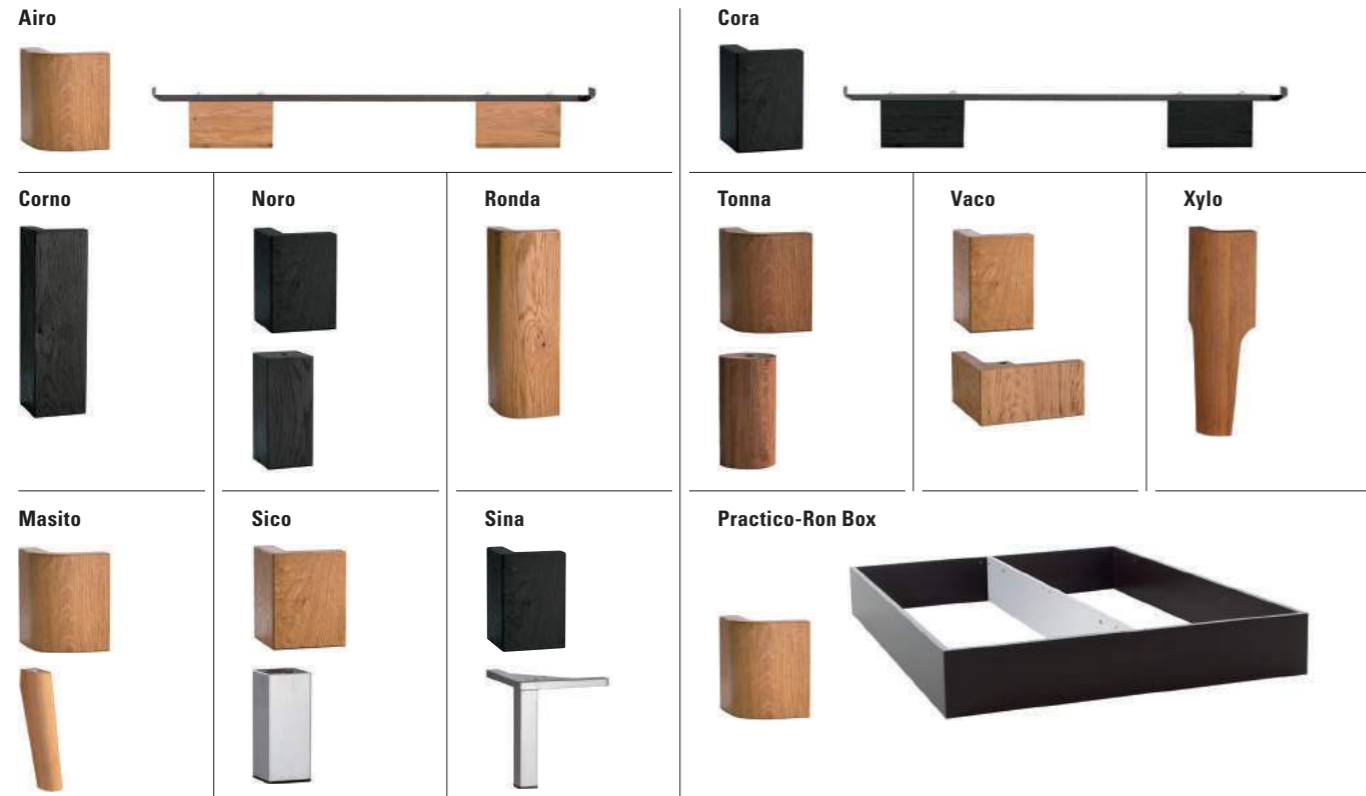 Airo
Cora
Corno
Noro
Ronda
Tonna
Vaco
Xylo
Masito
Sico
Sina
Practico-Ron Box